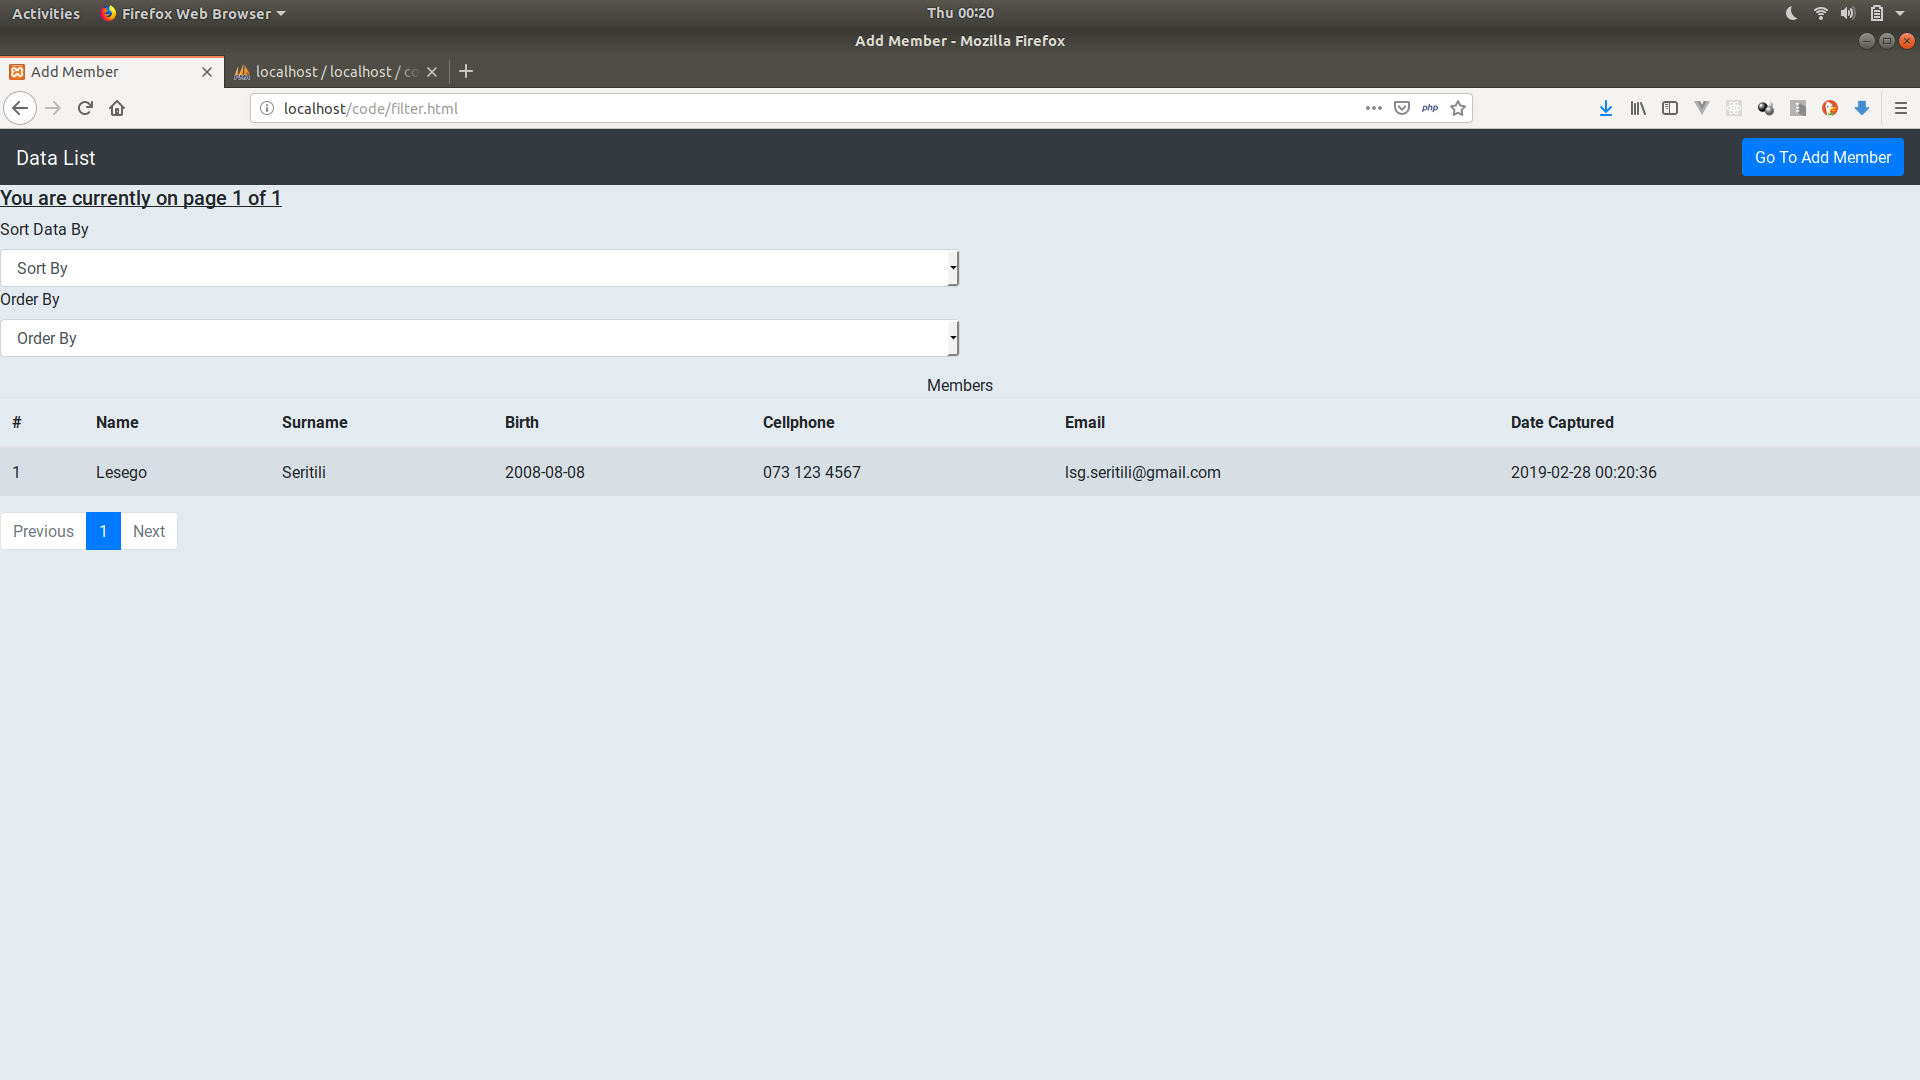 Activities Firefox Web Browser Thu 00:20
Add Member - Mozilla Firefox
Add Member localhost / localhost / co
localhost/code/filter.html php
Data List Go To Add Member
You are currently on page 1 of 1
Sort Data By
Sort By
Order By
Order By
Members
# Name Surname Birth Cellphone Email Date Captured
1 Lesego Seritili 2008-08-08 073 123 4567 lsg.seritili@gmail.com 2019-02-28 00:20:36
Previous 1 Next